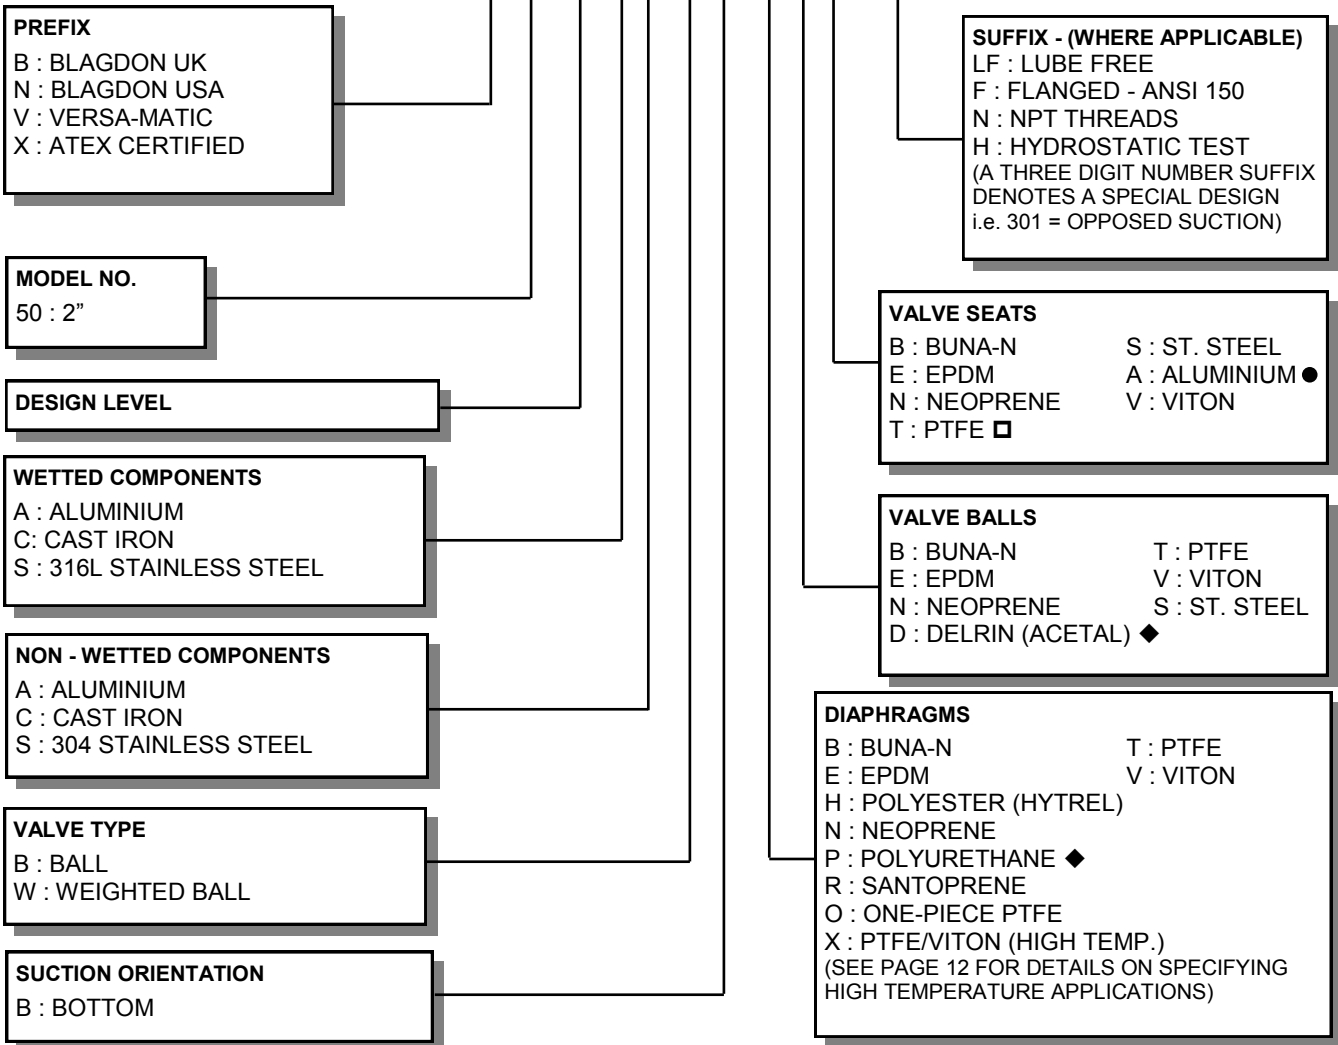 PREFIX
B : BLAGDON UK
N : BLAGDON USA
V : VERSA-MATIC
X : ATEX CERTIFIED
MODEL NO.
50 : 2”
DESIGN LEVEL
WETTED COMPONENTS
A : ALUMINIUM
C: CAST IRON
S : 316L STAINLESS STEEL
NON - WETTED COMPONENTS
A : ALUMINIUM
C : CAST IRON
S : 304 STAINLESS STEEL
VALVE TYPE
B : BALL
W : WEIGHTED BALL
SUCTION ORIENTATION
B : BOTTOM
SUFFIX - (WHERE APPLICABLE)
LF : LUBE FREE
F : FLANGED - ANSI 150
N : NPT THREADS
H : HYDROSTATIC TEST
(A THREE DIGIT NUMBER SUFFIX
DENOTES A SPECIAL DESIGN
i.e. 301 = OPPOSED SUCTION)
VALVE SEATS
B : BUNA-N S : ST. STEEL
E : EPDM A : ALUMINIUM ●
N : NEOPRENE V : VITON
T : PTFE □
VALVE BALLS
B : BUNA-N T : PTFE
E : EPDM V : VITON
N : NEOPRENE S : ST. STEEL
D : DELRIN (ACETAL) ◆
DIAPHRAGMS
B : BUNA-N T : PTFE
E : EPDM V : VITON
H : POLYESTER (HYTREL)
N : NEOPRENE
P : POLYURETHANE ◆
R : SANTOPRENE
O : ONE-PIECE PTFE
X : PTFE/VITON (HIGH TEMP.)
(SEE PAGE 12 FOR DETAILS ON SPECIFYING
HIGH TEMPERATURE APPLICATIONS)